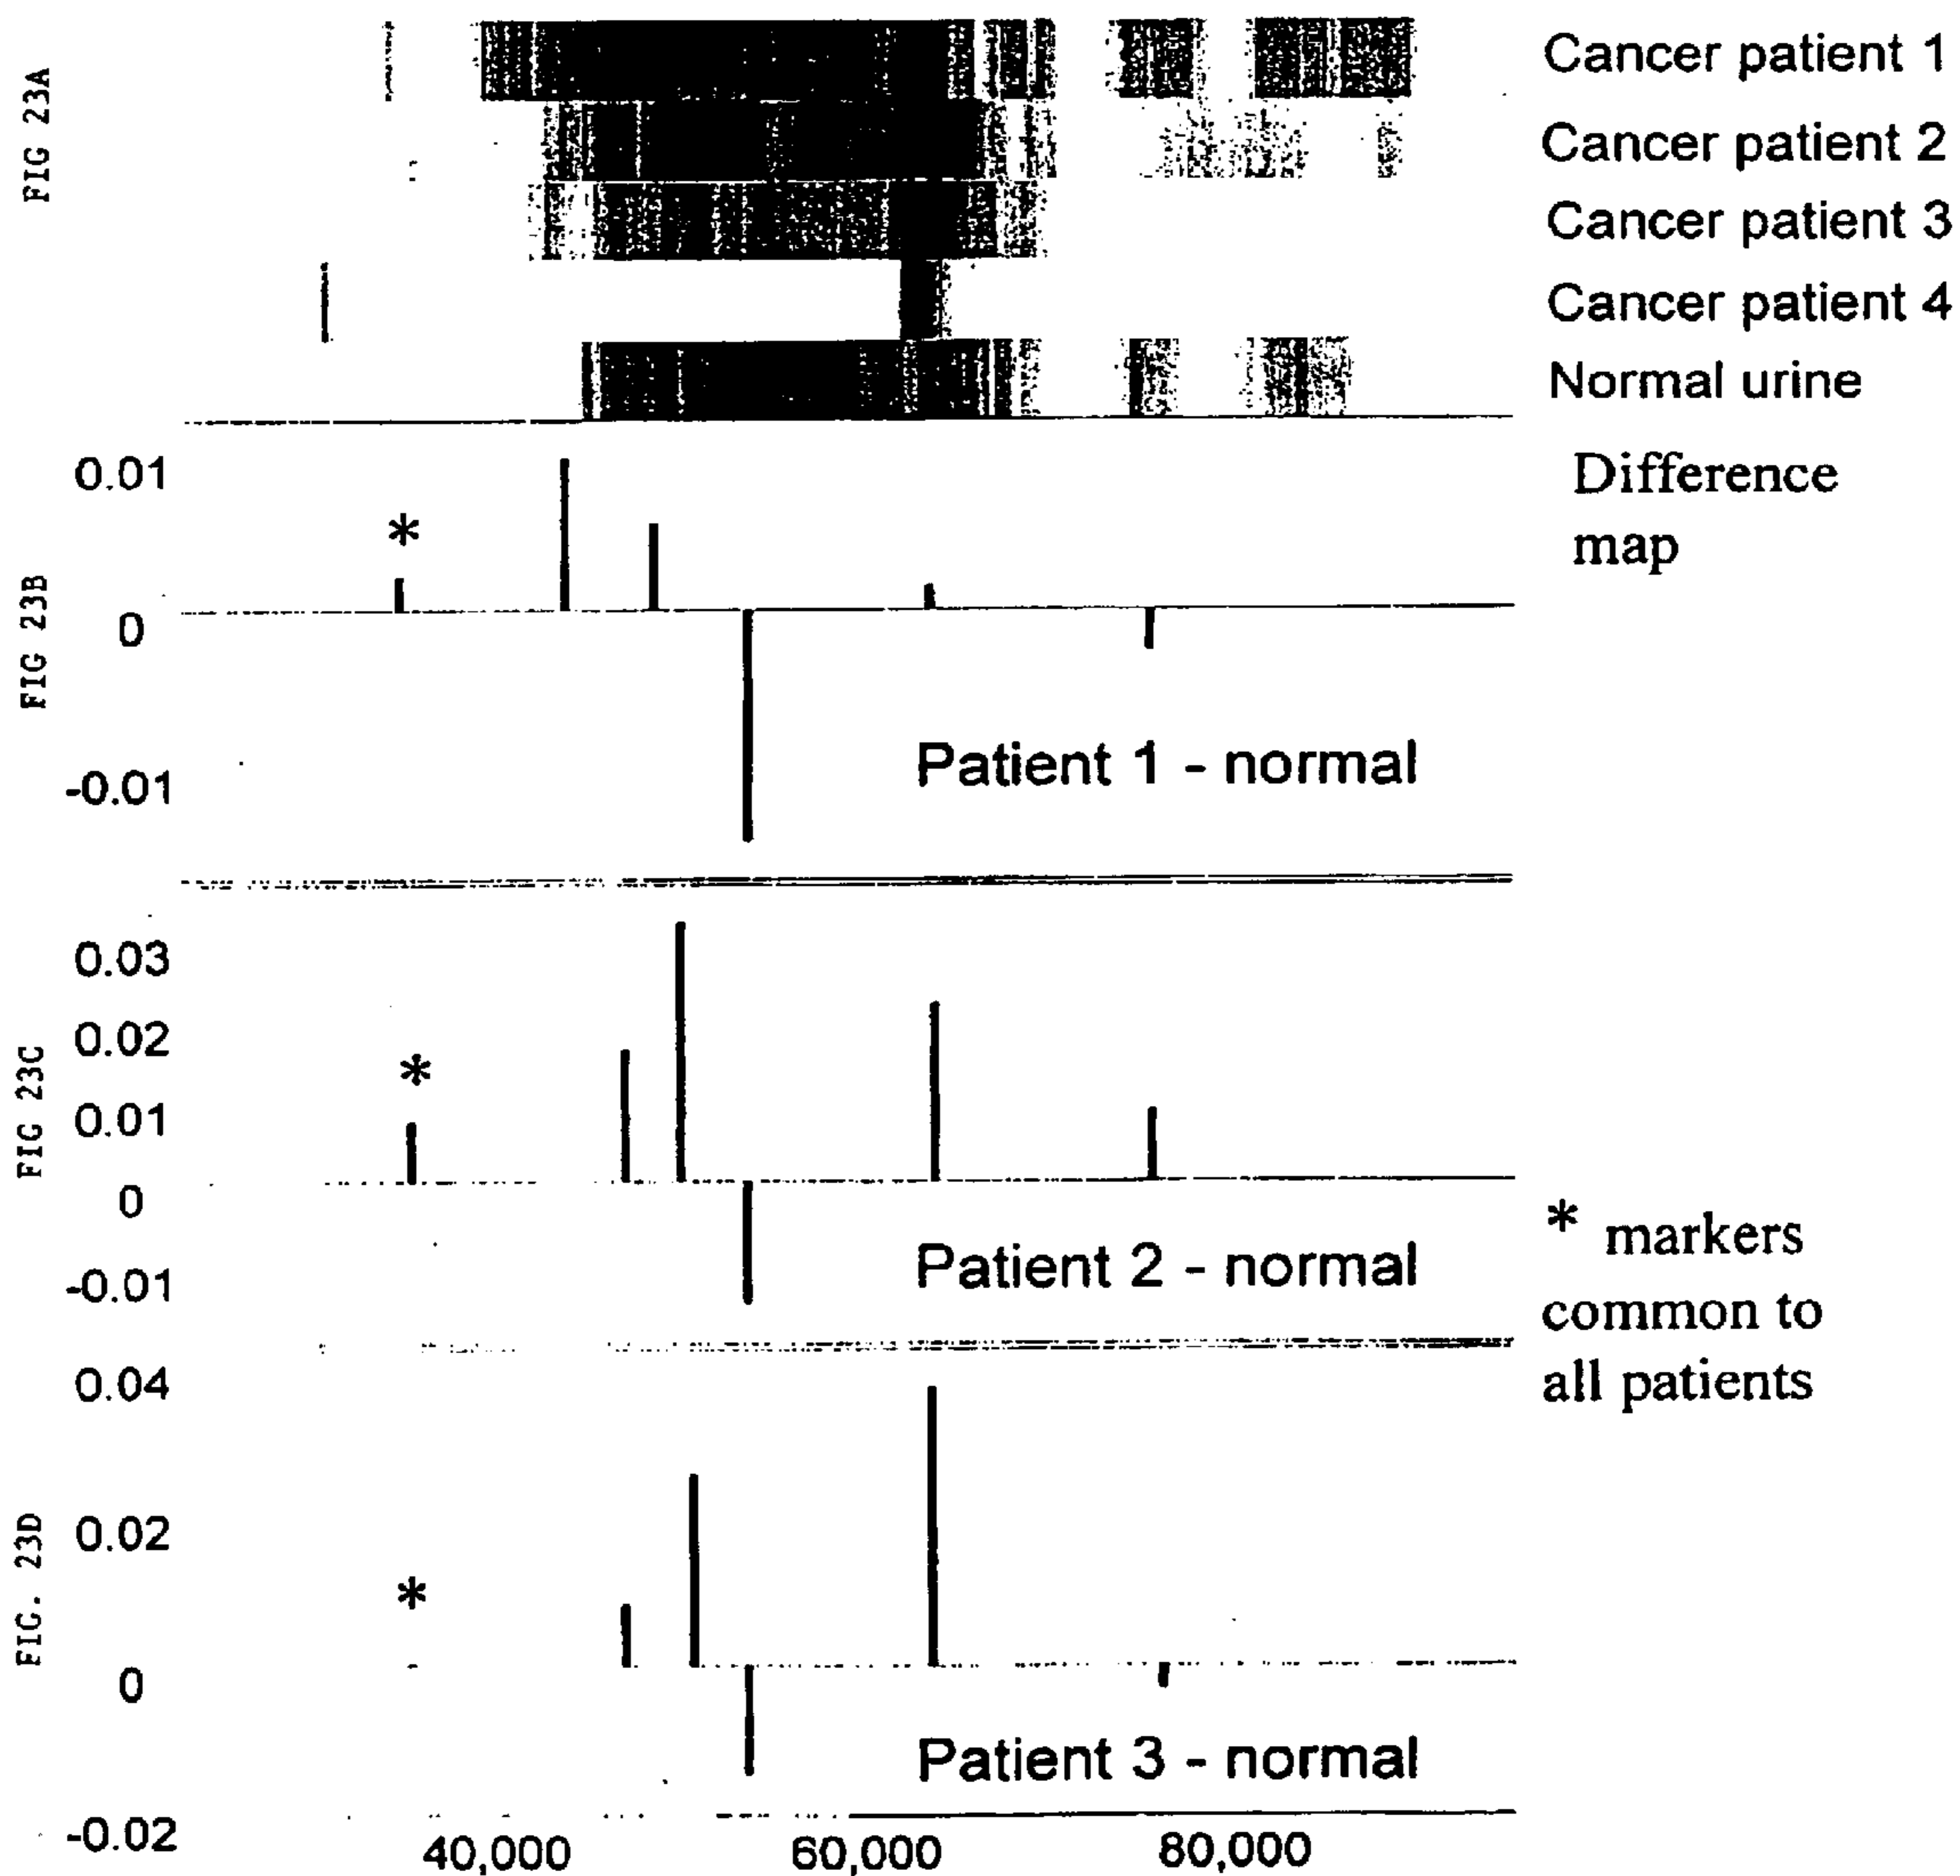 FIG 23A
Cancer patient 1
Cancer patient 2
Cancer patient 3
Cancer patient 4
Normal urine
Difference
map
FIG 23B
0.01
*
0
-0.01
Patient 1 - normal
FIG 23C
0.03
0.02
*
0.01
0
-0.01
Patient 2 - normal
* markers
common to
all patients
FIG. 23D
0.04
0.02
*
0
-0.02
Patient 3 - normal
40,000 60,000 80,000